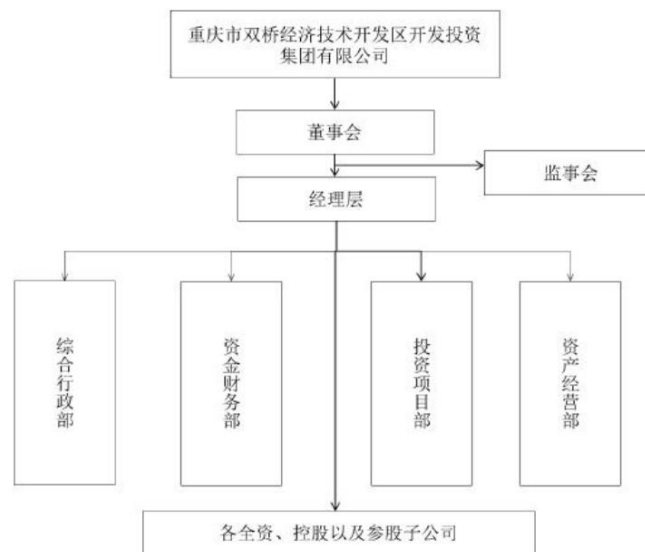 重庆市双桥经济技术开发区开发投资
集团有限公司
董事会
监事会
经理层
综合行政部
资金财务部
投资项目部
资产经营部
各全资、控股以及参股子公司